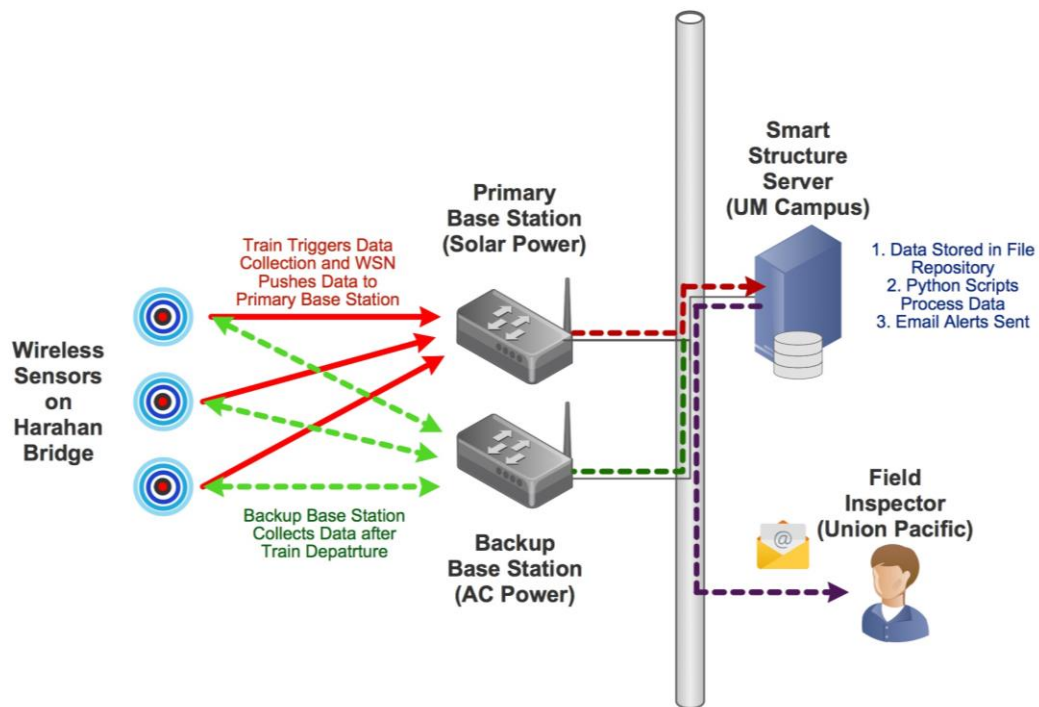 Smart
Structure
Server
(UM Campus)
Primary
Base Station
(Solar Power)
Train Triggers Data
Collection and WSN
Pushes Data to
Primary Base Station
1. Data Stored in File
Repository
2. Python Scripts
Process Data
3. Email Alerts Sent
Wireless
Sensors
on
Harahan
Bridge
Field
Inspector
(Union Pacific)
@
Backup Base Station
Collects Data after
Train Depatrture
Backup
Base Station
(AC Power)